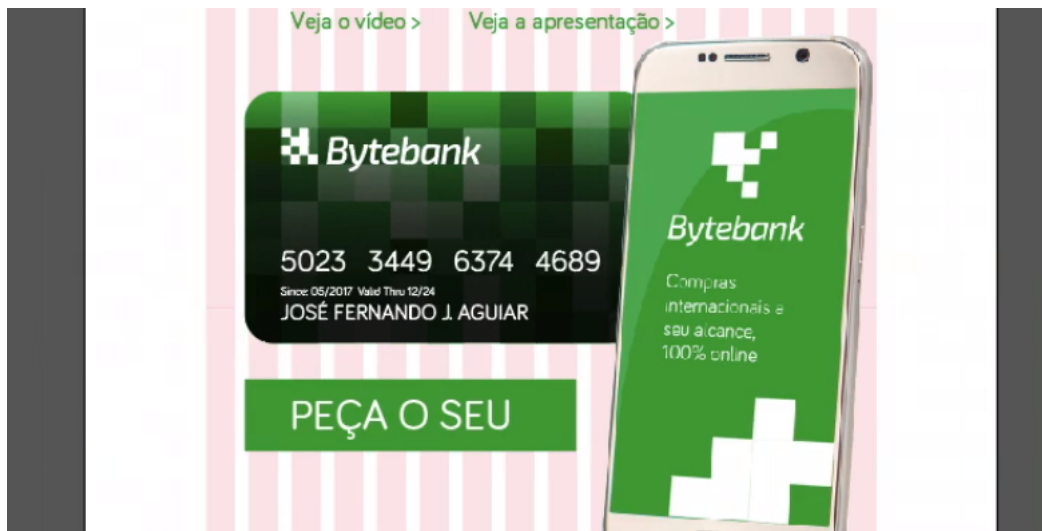 Veja o vídeo > Veja a apresentação >
Bytebank
5023 3449 6374 4689
Since: 05/2017 Valid Thru 12/24
JOSÉ FERNANDO J. AGUIAR
PEÇA O SEU
Bytebank
Compras
internacionais a
seu alcance,
100% online